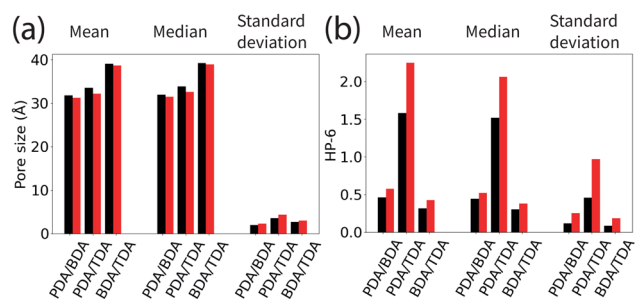 (a)
Mean
Median
Standard
deviation
Pore size (Å)
40
30
20
10
0
PDA/BDA
PDA/TDA
BDA/TDA
PDA/BDA
PDA/TDA
BDA/TDA
PDA/BDA
PDA/TDA
BDA/TDA
(b)
Mean
Median
Standard
deviation
HP-6
2.0
1.5
1.0
0.5
0.0
PDA/BDA
PDA/TDA
BDA/TDA
PDA/BDA
PDA/TDA
BDA/TDA
PDA/BDA
PDA/TDA
BDA/TDA